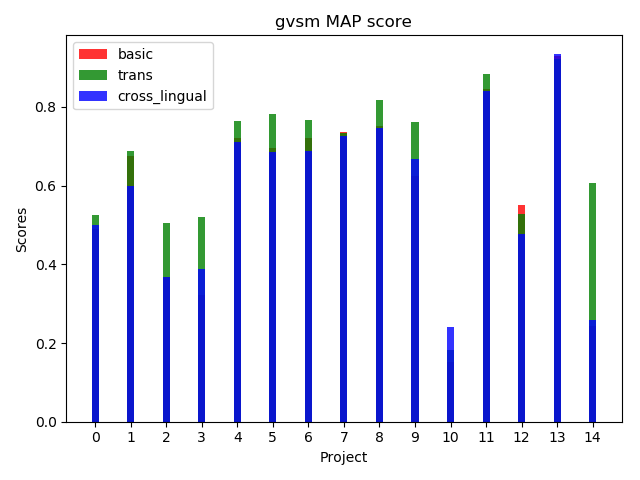 gvsm MAP score
basic
trans
cross_lingual
Scores
0.8
0.6
0.4
0.2
0.0
0 1 2 3 4 5 6 7 8 9 10 11 12 13 14
Project